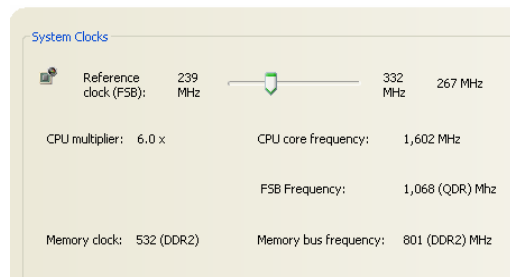 System Clocks
Reference clock (FSB): 239 MHz 332 MHz 267 MHz
CPU multiplier: 6.0 x CPU core frequency: 1,602 MHz
FSB Frequency: 1,068 (QDR) Mhz
Memory clock: 532 (DDR2) Memory bus frequency: 801 (DDR2) MHz